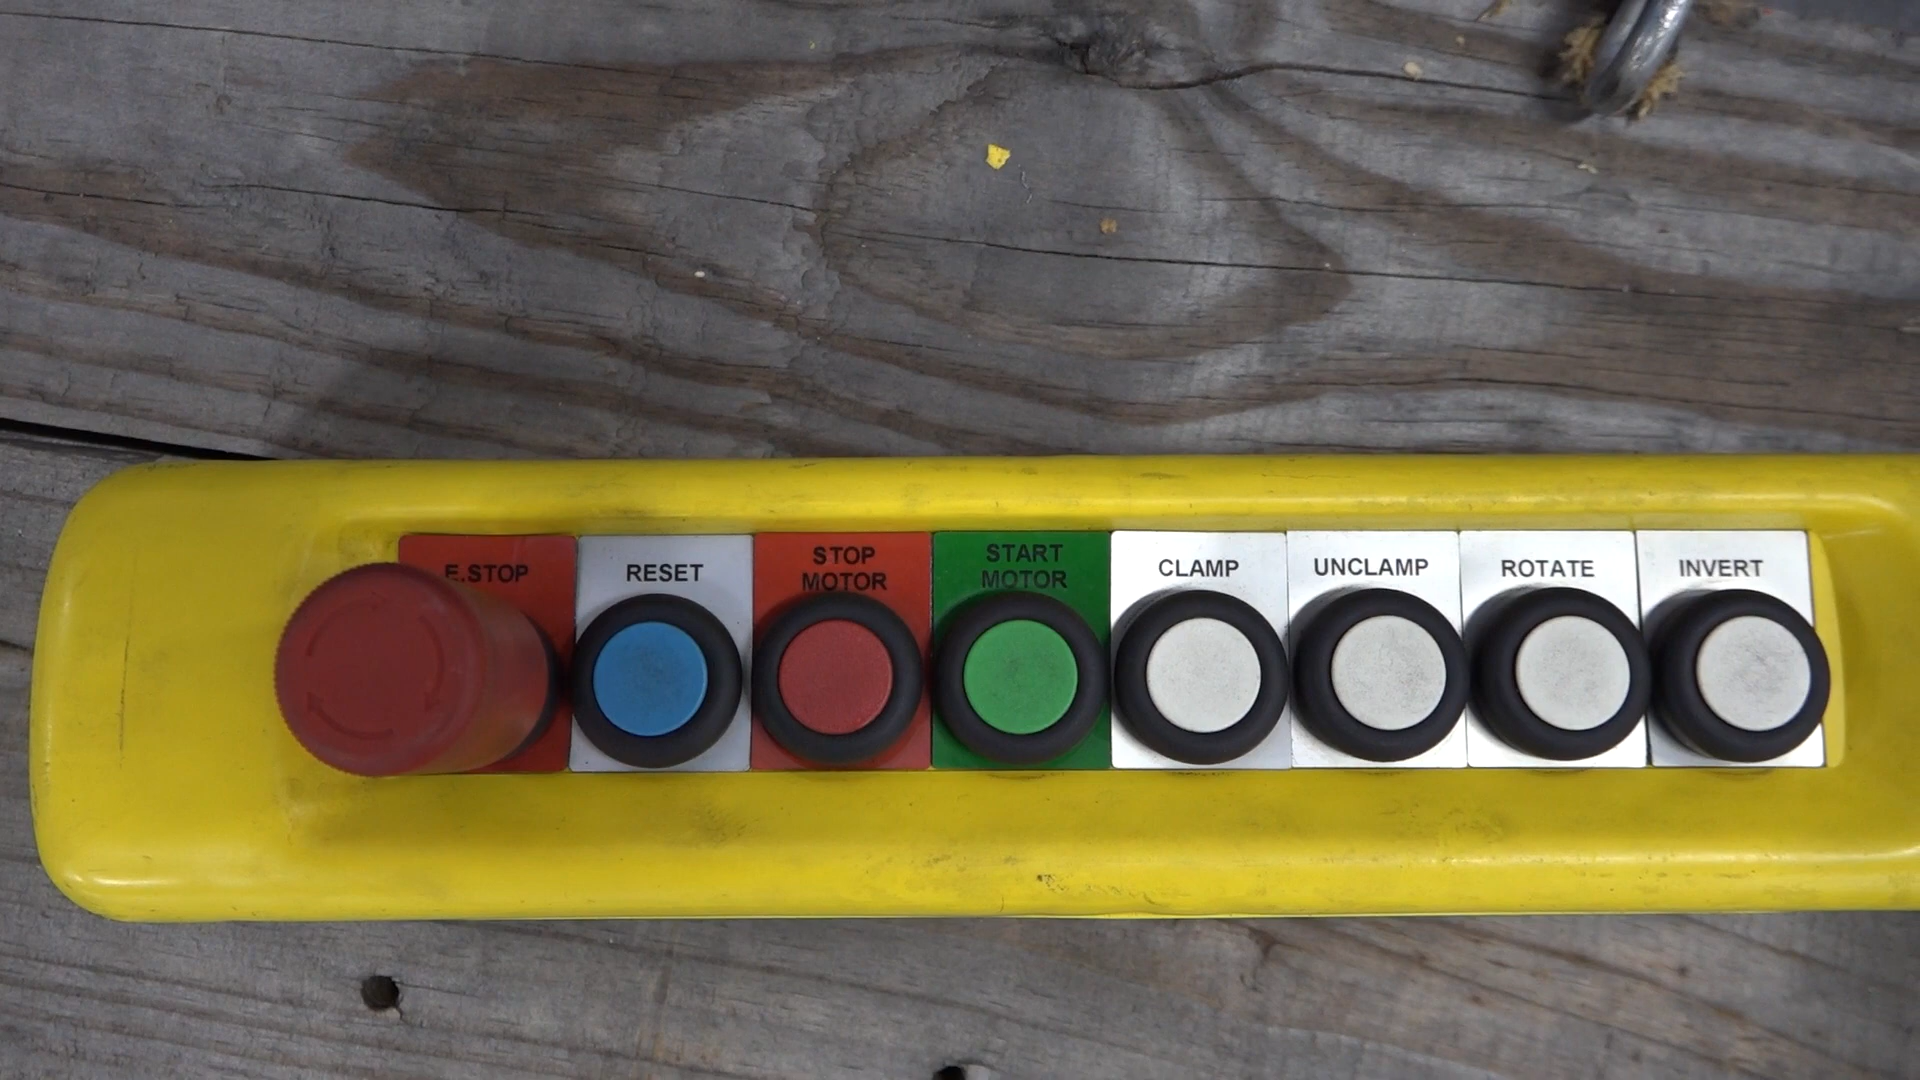 E.STOP
RESET
STOP
MOTOR
START
MOTOR
CLAMP
UNCLAMP
ROTATE
INVERT